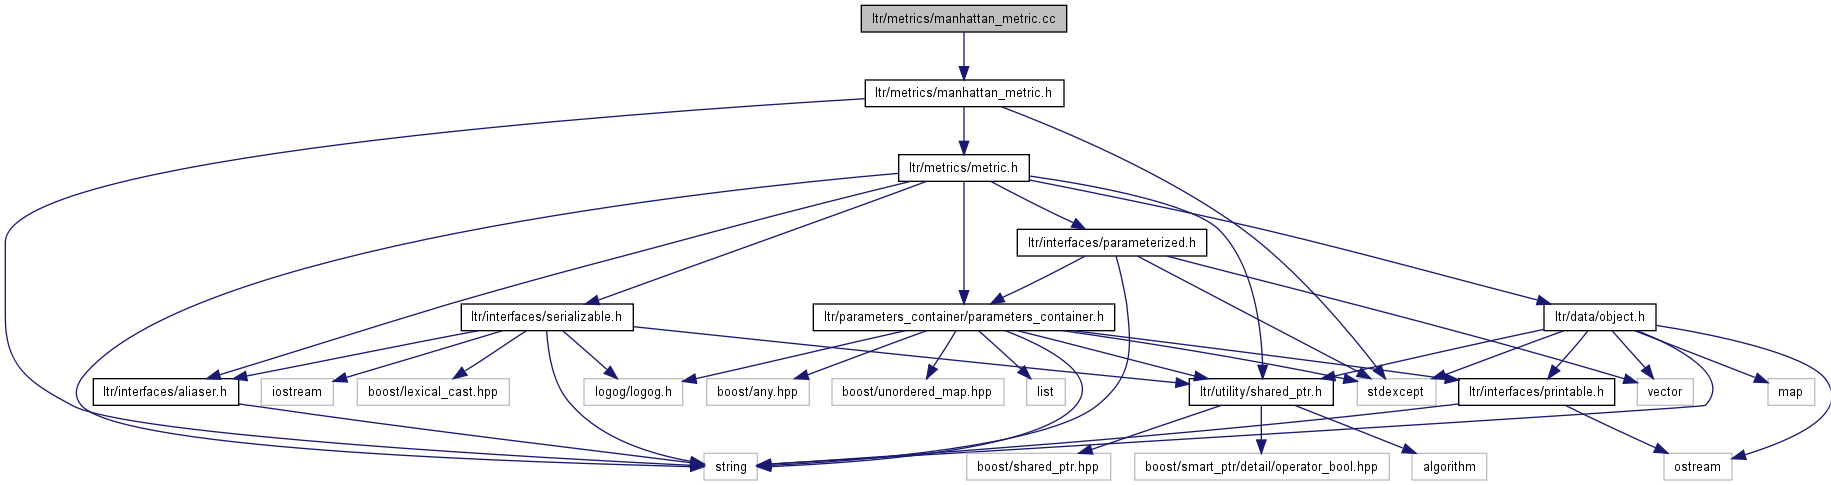 ltr/metrics/manhattan_metric.cc
ltr/metrics/manhattan_metric.h
ltr/metrics/metric.h
ltr/interfaces/parameterized.h
ltr/interfaces/serializable.h
ltr/parameters_container/parameters_container.h
ltr/data/object.h
ltr/interfaces/aliaser.h
iostream
boost/lexical_cast.hpp
logog/logog.h
boost/any.hpp
boost/unordered_map.hpp
list
ltr/utility/shared_ptr.h
stdexcept
ltr/interfaces/printable.h
vector
map
string
boost/shared_ptr.hpp
boost/smart_ptr/detail/operator_bool.hpp
algorithm
ostream